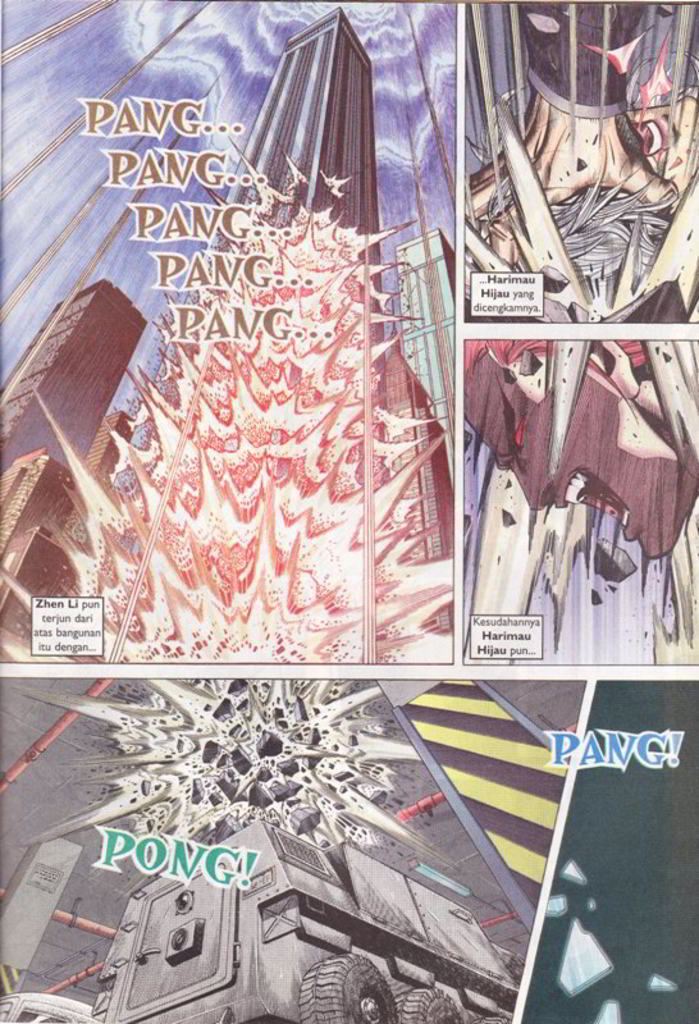 PANG...
PANG...
PANG...
PANG...
PANG...
Zhen Li pun
terjun dari
atas bangunan
itu dengan...
...Harimau
Hijau yang
dicengkamnya.
Kesudahannya
Harimau
Hijau pun...
PONG!
PANG!